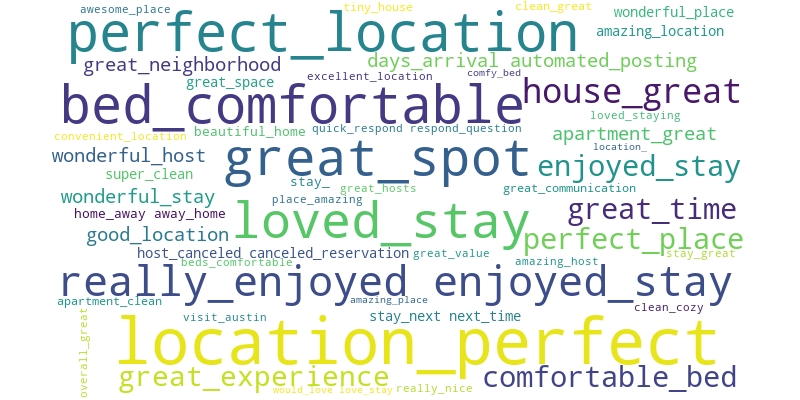 awesome_place
tiny_house
clean_great
wonderful_place
perfect_location
amazing_location
great_neighborhood
days_arrival automated_posting
great_space
excellent_location
comfy_bed
bed_comfortable
house_great
loved_staying
convenient_location
beautiful_home
quick_respond respond_question
apartment_great
wonderful_host
great_spot
location_
enjoyed_stay
super_clean
stay_
great_hosts
great_communication
wonderful_stay
place_amazing
home_away away_home
loved_stay
great_time
good_location
perfect_place
host_canceled canceled_reservation
great_value
stay_great
beds_comfortable
amazing_host
really_enjoyed enjoyed_stay
apartment_clean
amazing_place
clean_cozy
overall_great
visit_austin
stay_next next_time
location_perfect
great_experience
comfortable_bed
would_love love_stay
really_nice